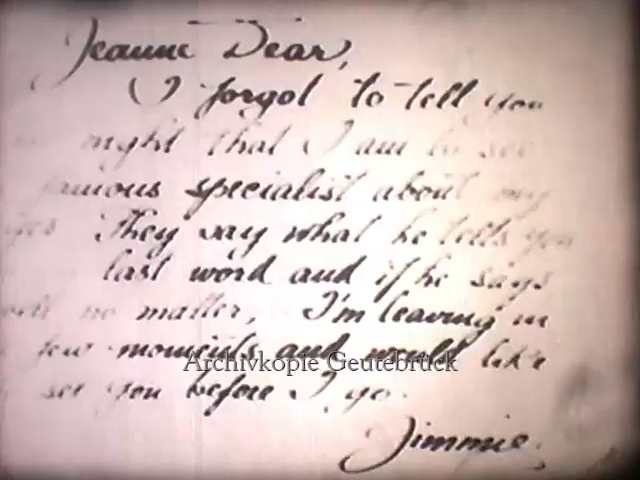 Jeanne Dear,
I forgot to tell you
night that I am to see
famous specialist about my
eyes They say what he tells you
last word and if he says
no matter, I'm leaving in
few moments and would like
Archivkopie Geutebrück
see you before I go.
Jimmie.